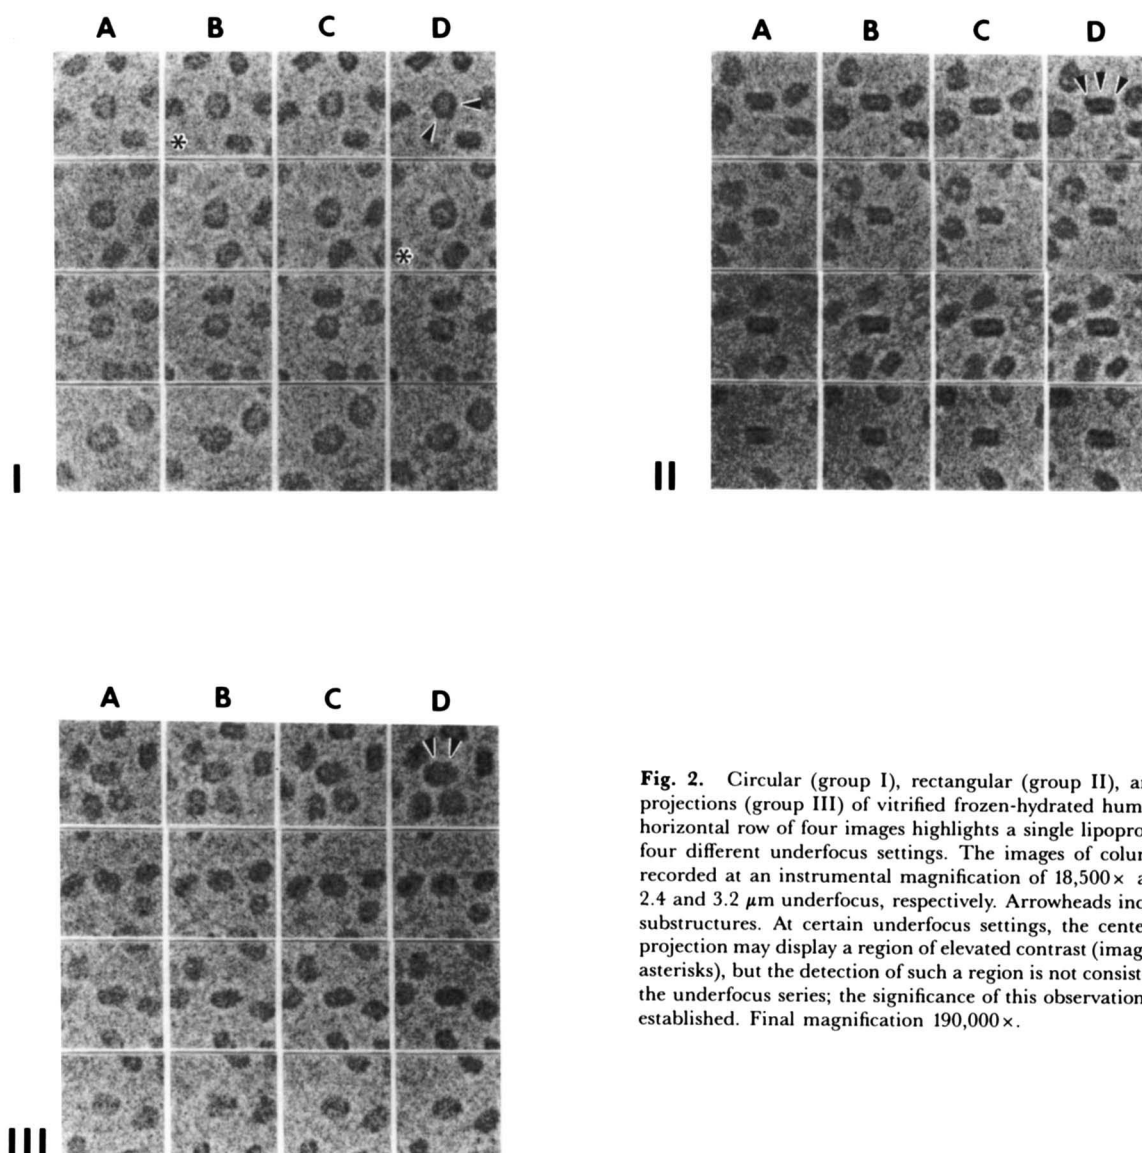 A B C D
I
A B C D
II
A B C D
III
Fig. 2. Circular (group I), rectangular (group II), a
projections (group III) of vitrified frozen-hydrated hum
horizontal row of four images highlights a single lipopro
four different underfocus settings. The images of colu
recorded at an instrumental magnification of 18,500× a
2.4 and 3.2 μm underfocus, respectively. Arrowheads inc
substructures. At certain underfocus settings, the cente
projection may display a region of elevated contrast (imag
asterisks), but the detection of such a region is not consist
the underfocus series; the significance of this observation
established. Final magnification 190,000×.